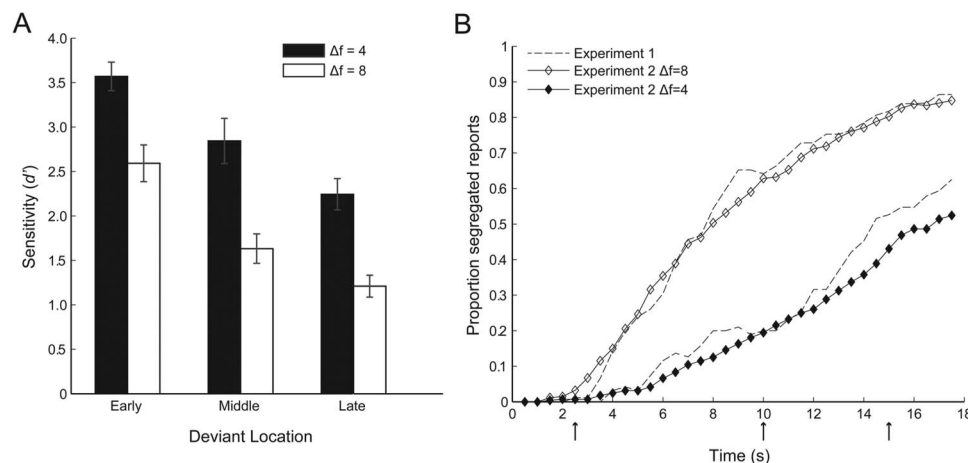 A
4.0
3.5
3.0
2.5
2.0
1.5
1.0
0.5
0
Sensitivity (d')
Δf = 4
Δf = 8
Early Middle Late
Deviant Location
B
1
0.9
0.8
0.7
0.6
0.5
0.4
0.3
0.2
0.1
0
Proportion segregated reports
Experiment 1
Experiment 2 Δf=8
Experiment 2 Δf=4
0 2 4 6 8 10 12 14 16 18
Time (s)